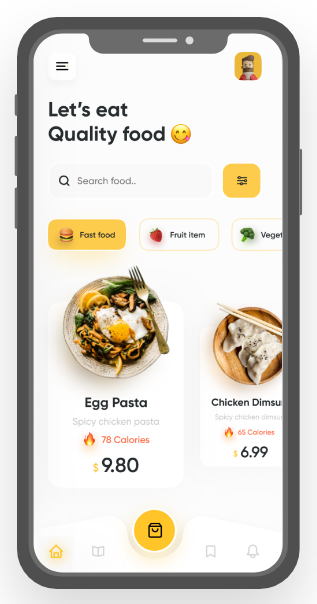 Let's eat
Quality food 😋
Search food..
Fast food
Fruit item
Veget
Egg Pasta
Spicy chicken pasta
78 Calories
$ 9.80
Chicken Dimsu
Spicy chicken dimsu
65 Calories
$ 6.99